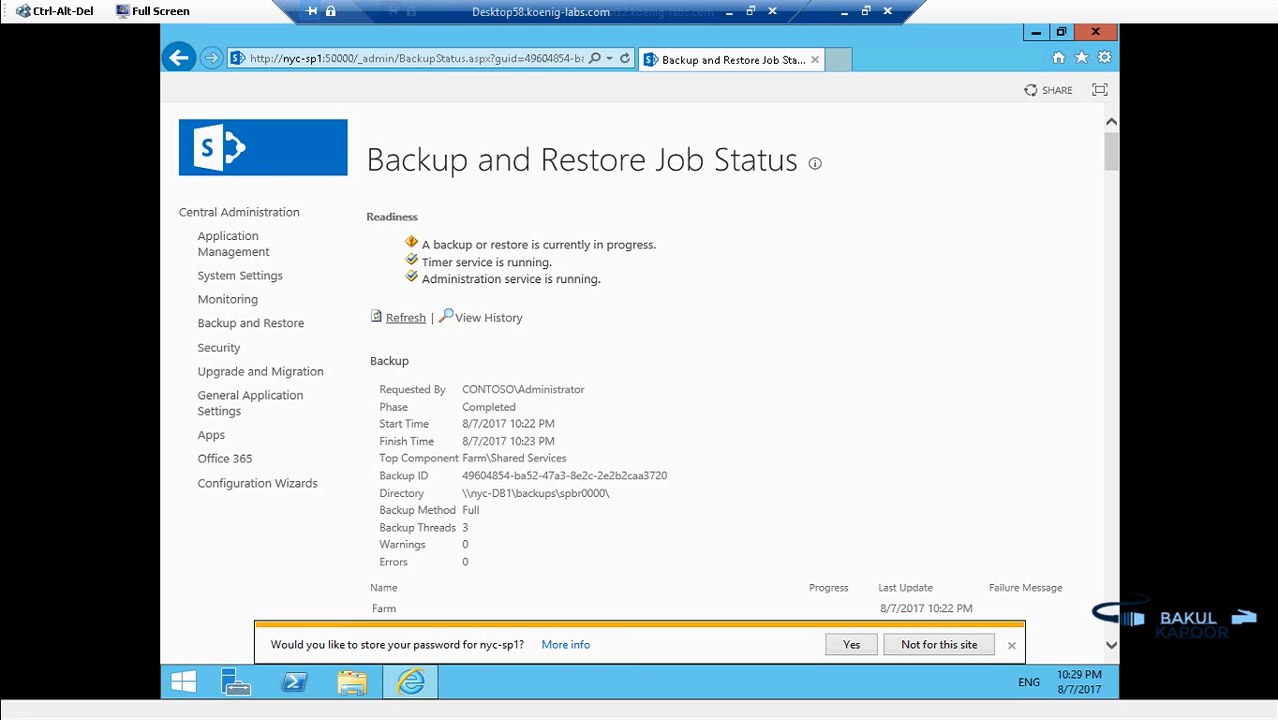 Ctrl-Alt-Del
Full Screen
Desktop58.koenig-labs.com
http://nyc-sp1:50000/_admin/BackupStatus.aspx?guid=49604854-ba
Backup and Restore Job Sta...
SHARE
Backup and Restore Job Status
Central Administration
Application
Management
System Settings
Monitoring
Backup and Restore
Security
Upgrade and Migration
General Application
Settings
Apps
Office 365
Configuration Wizards
Readiness
A backup or restore is currently in progress.
Timer service is running.
Administration service is running.
Refresh | View History
Backup
Requested By CONTOSO\Administrator
Phase Completed
Start Time 8/7/2017 10:22 PM
Finish Time 8/7/2017 10:23 PM
Top Component Farm\Shared Services
Backup ID 49604854-ba52-47a3-8e2c-2e2b2caa3720
Directory \\nyc-DB1\backups\spbr0000\
Backup Method Full
Backup Threads 3
Warnings 0
Errors 0
Name Progress Last Update Failure Message
Farm 8/7/2017 10:22 PM
BAKUL
KAPOOR
Would you like to store your password for nyc-sp1? More info Yes Not for this site
ENG
10:29 PM
8/7/2017